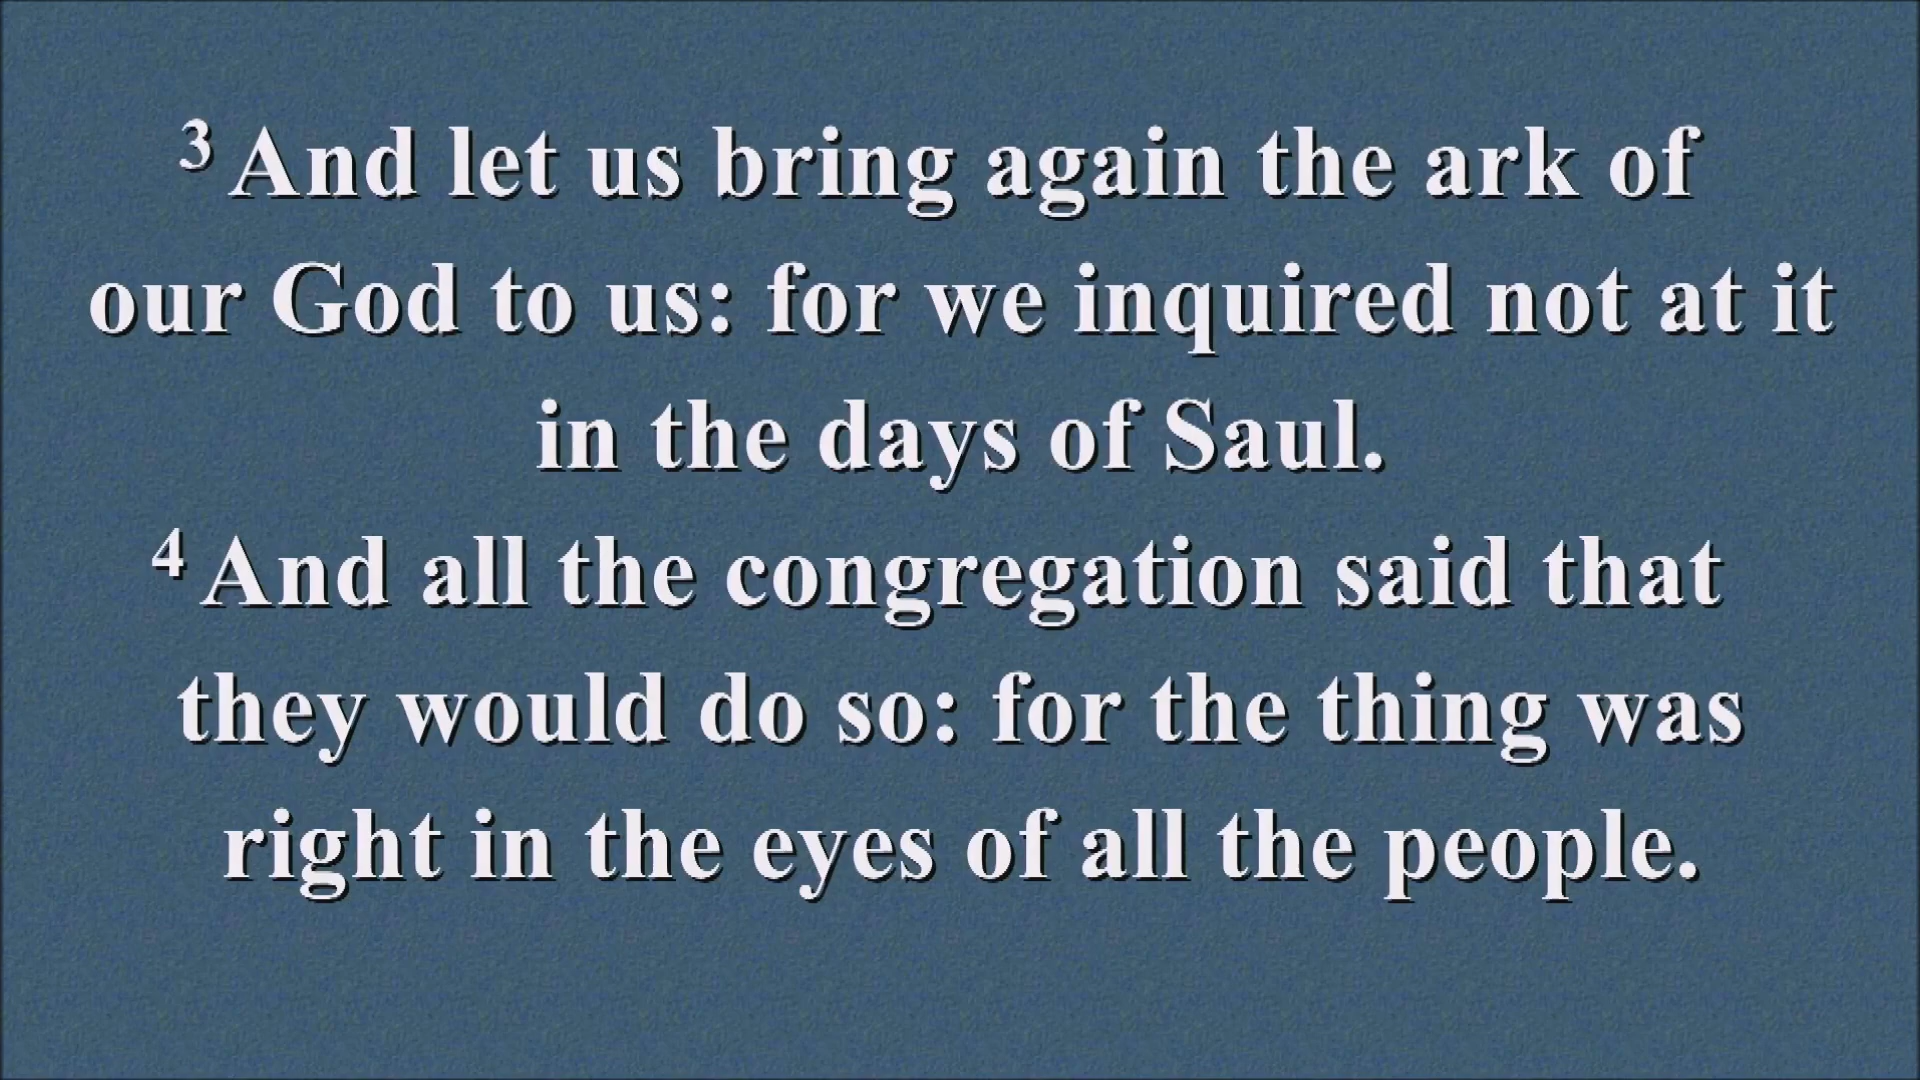 3 And let us bring again the ark of
our God to us: for we inquired not at it
in the days of Saul.
4 And all the congregation said that
they would do so: for the thing was
right in the eyes of all the people.